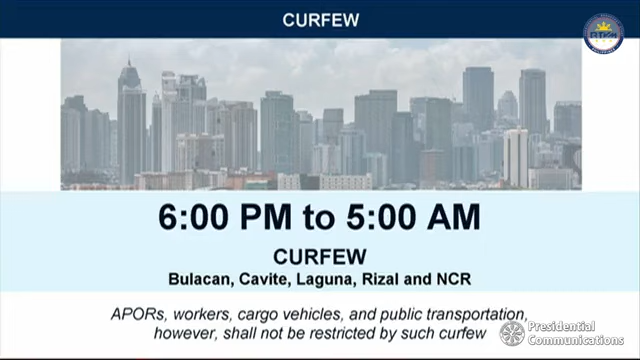 CURFEW
RTVM
6:00 PM to 5:00 AM
CURFEW
Bulacan, Cavite, Laguna, Rizal and NCR
APORs, workers, cargo vehicles, and public transportation,
however, shall not be restricted by such curfew
Presidential
Communications